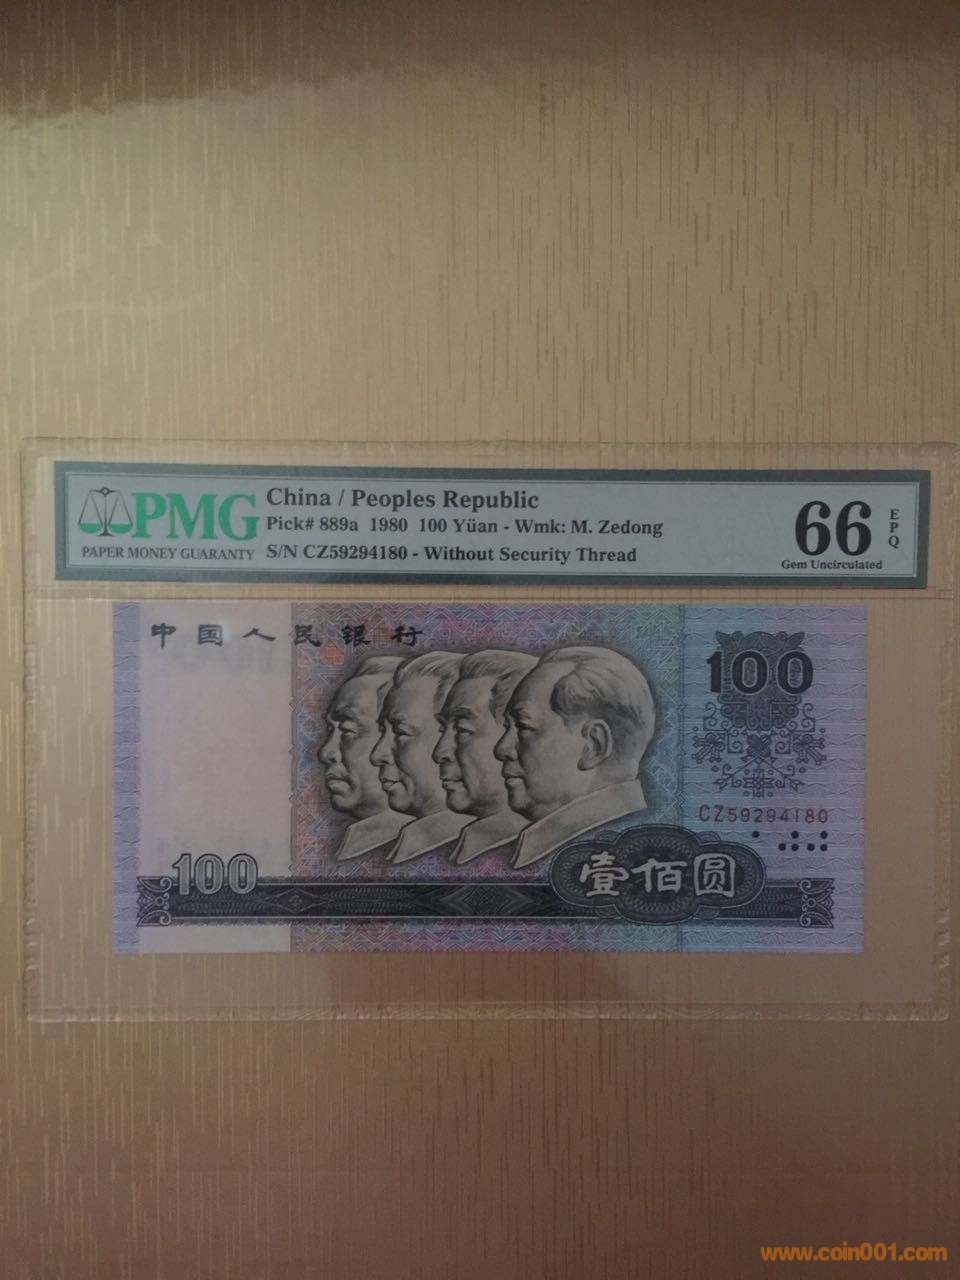 PMG
PAPER MONEY GUARANTY
China / Peoples Republic
Pick# 889a 1980 100 Yüan - Wmk: M. Zedong
S/N CZ59294180 - Without Security Thread
66
EPQ
Gem Uncirculated
中国人民银行
100
CZ59294180
100
壹佰圆
www.coin001.com